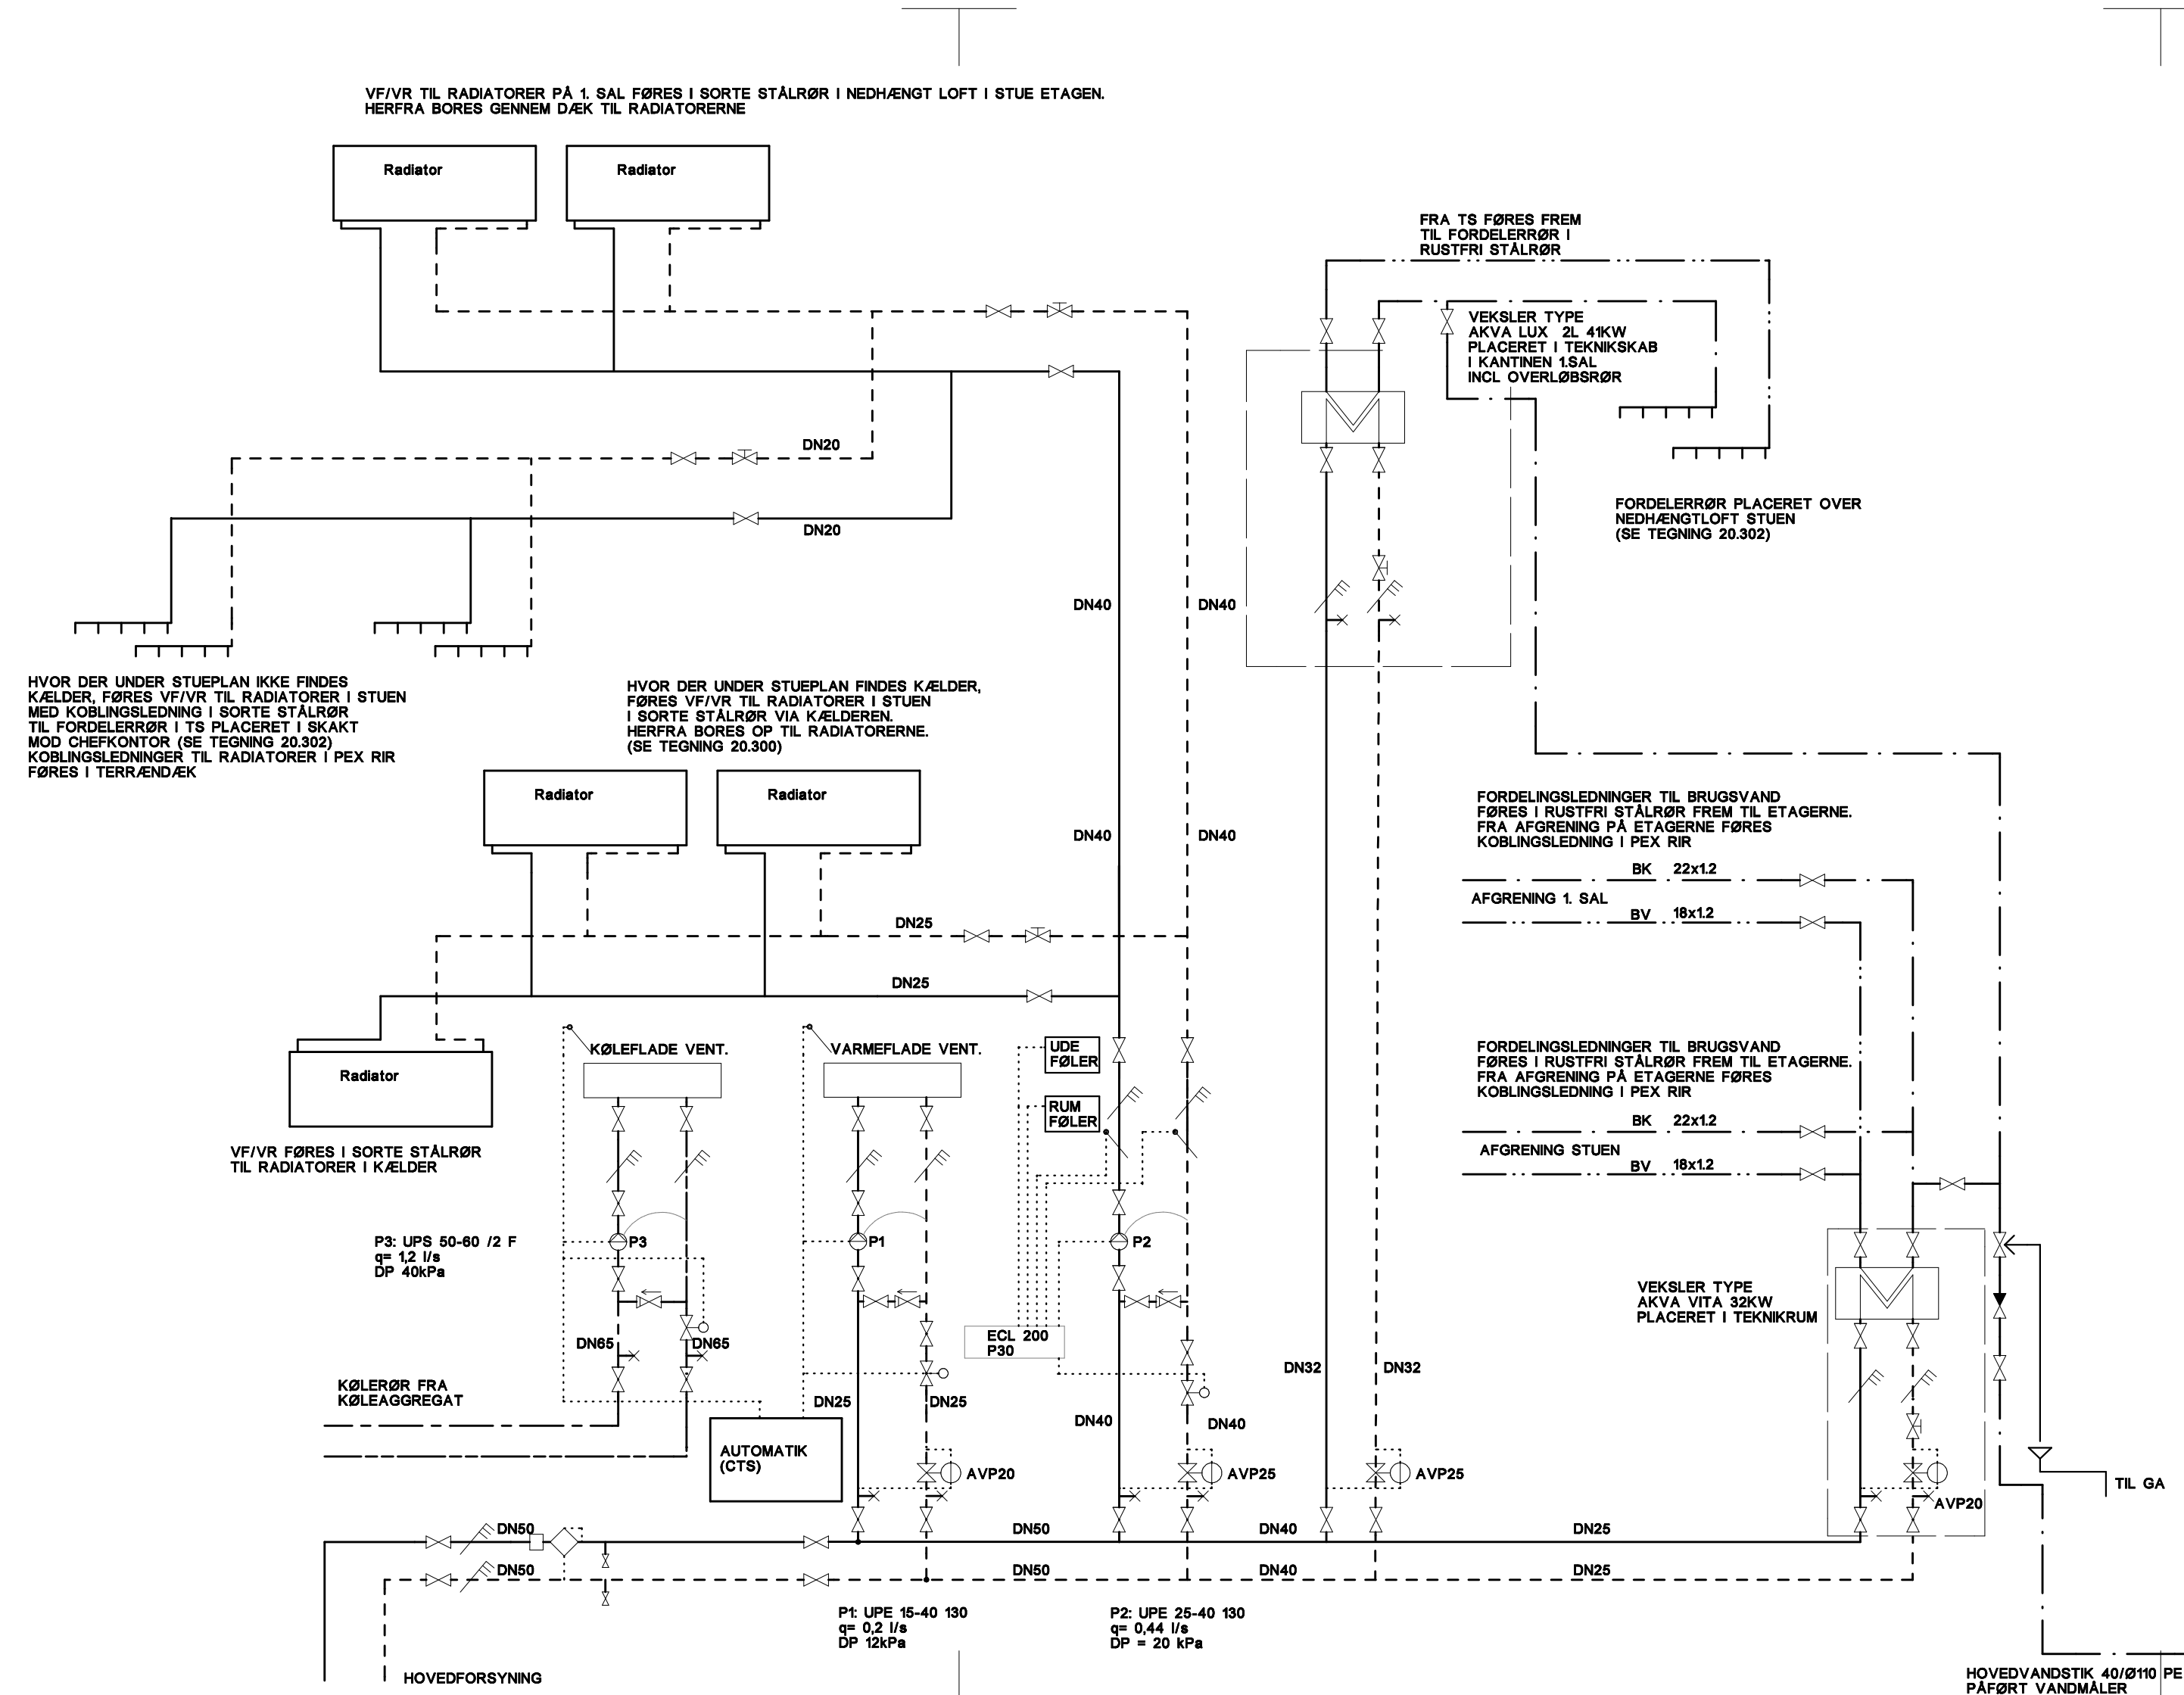 VF/VR TIL RADIATORER PÅ 1. SAL FØRES I SORTE STÅLRØR I NEDHÆNGT LOFT I STUE ETAGEN.
HERFRA BORES GENNEM DÆK TIL RADIATORERNE
Radiator
Radiator
FRA TS FØRES FREM
TIL FORDELERRØR I
RUSTFRI STÅLRØR
VEKSLER TYPE
AKVA LUX 2L 41KW
PLACERET I TEKNIKSKAB
I KANTINEN 1.SAL
INCL OVERLØBSRØR
DN20
DN20
FORDELERRØR PLACERET OVER
NEDHÆNGTLOFT STUEN
(SE TEGNING 20.302)
DN40
DN40
HVOR DER UNDER STUEPLAN IKKE FINDES
KÆLDER, FØRES VF/VR TIL RADIATORER I STUEN
MED KOBLINGSLEDNING I SORTE STÅLRØR
TIL FORDELERRØR I TS PLACERET I SKAKT
MOD CHEFKONTOR (SE TEGNING 20.302)
KOBLINGSLEDNINGER TIL RADIATORER I PEX RIR
FØRES I TERRÆNDÆK
HVOR DER UNDER STUEPLAN FINDES KÆLDER,
FØRES VF/VR TIL RADIATORER I STUEN
I SORTE STÅLRØR VIA KÆLDEREN.
HERFRA BORES OP TIL RADIATORERNE.
(SE TEGNING 20.300)
Radiator
Radiator
DN40
DN40
FORDELINGSLEDNINGER TIL BRUGSVAND
FØRES I RUSTFRI STÅLRØR FREM TIL ETAGERNE.
FRA AFGRENING PÅ ETAGERNE FØRES
KOBLINGSLEDNING I PEX RIR
BK 22x1.2
AFGRENING 1. SAL
BV 18x1.2
DN25
DN25
KØLEFLADE VENT.
VARMEFLADE VENT.
UDE
FØLER
RUM
FØLER
Radiator
VF/VR FØRES I SORTE STÅLRØR
TIL RADIATORER I KÆLDER
FORDELINGSLEDNINGER TIL BRUGSVAND
FØRES I RUSTFRI STÅLRØR FREM TIL ETAGERNE.
FRA AFGRENING PÅ ETAGERNE FØRES
KOBLINGSLEDNING I PEX RIR
BK 22x1.2
AFGRENING STUEN
BV 18x1.2
P3: UPS 50-60 /2 F
q= 1,2 l/s
DP 40kPa
P3
P1
P2
VEKSLER TYPE
AKVA VITA 32KW
PLACERET I TEKNIKRUM
DN65
DN65
ECL 200
P30
KØLERØR FRA
KØLEAGGREGAT
DN25
DN25
DN40
DN40
DN32
DN32
AUTOMATIK
(CTS)
AVP20
AVP25
AVP25
AVP20
TIL GA
DN50
DN50
DN40
DN25
DN50
DN50
DN40
DN25
P1: UPE 15-40 130
q= 0,2 l/s
DP 12kPa
P2: UPE 25-40 130
q= 0,44 l/s
DP = 20 kPa
HOVEDFORSYNING
HOVEDVANDSTIK 40/Ø110 PE
PÅFØRT VANDMÅLER